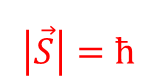 |S⃗| = ħ